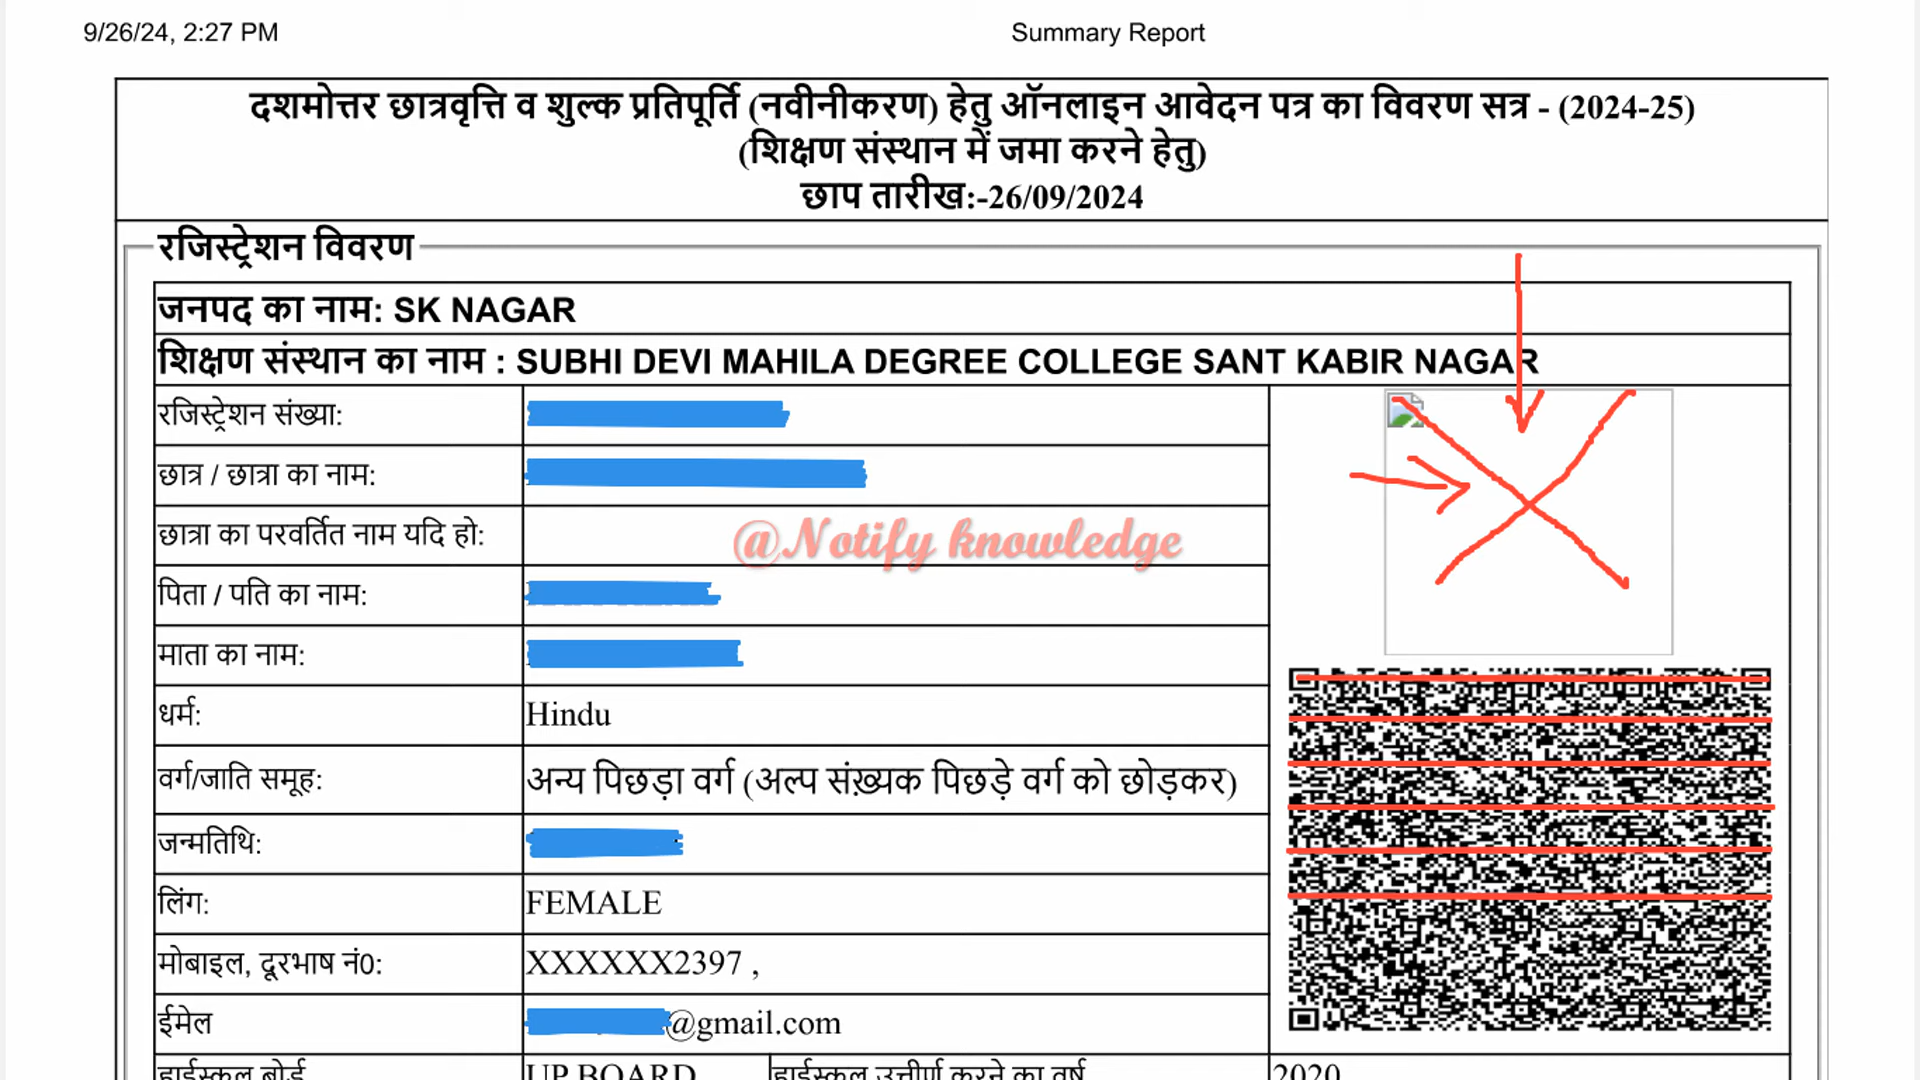 9/26/24, 2:27 PM Summary Report
दशमोत्तर छात्रवृत्ति व शुल्क प्रतिपूर्ति (नवीनीकरण) हेतु ऑनलाइन आवेदन पत्र का विवरण सत्र - (2024-25)
(शिक्षण संस्थान में जमा करने हेतु)
छाप तारीख:-26/09/2024
रजिस्ट्रेशन विवरण
जनपद का नाम: SK NAGAR
शिक्षण संस्थान का नाम : SUBHI DEVI MAHILA DEGREE COLLEGE SANT KABIR NAGAR
रजिस्ट्रेशन संख्या:
छात्र / छात्रा का नाम:
छात्रा का परवर्तित नाम यदि हो:
@Notify knowledge
पिता / पति का नाम:
माता का नाम:
धर्म: Hindu
वर्ग/जाति समूह: अन्य पिछड़ा वर्ग (अल्प संख़्यक पिछड़े वर्ग को छोड़कर)
जन्मतिथि:
लिंग: FEMALE
मोबाइल, दूरभाष नं0: XXXXXX2397 ,
ईमेल @gmail.com
हाईस्कूल बोर्ड UP BOARD हाईस्कूल उत्तीर्ण करने का वर्ष 2020